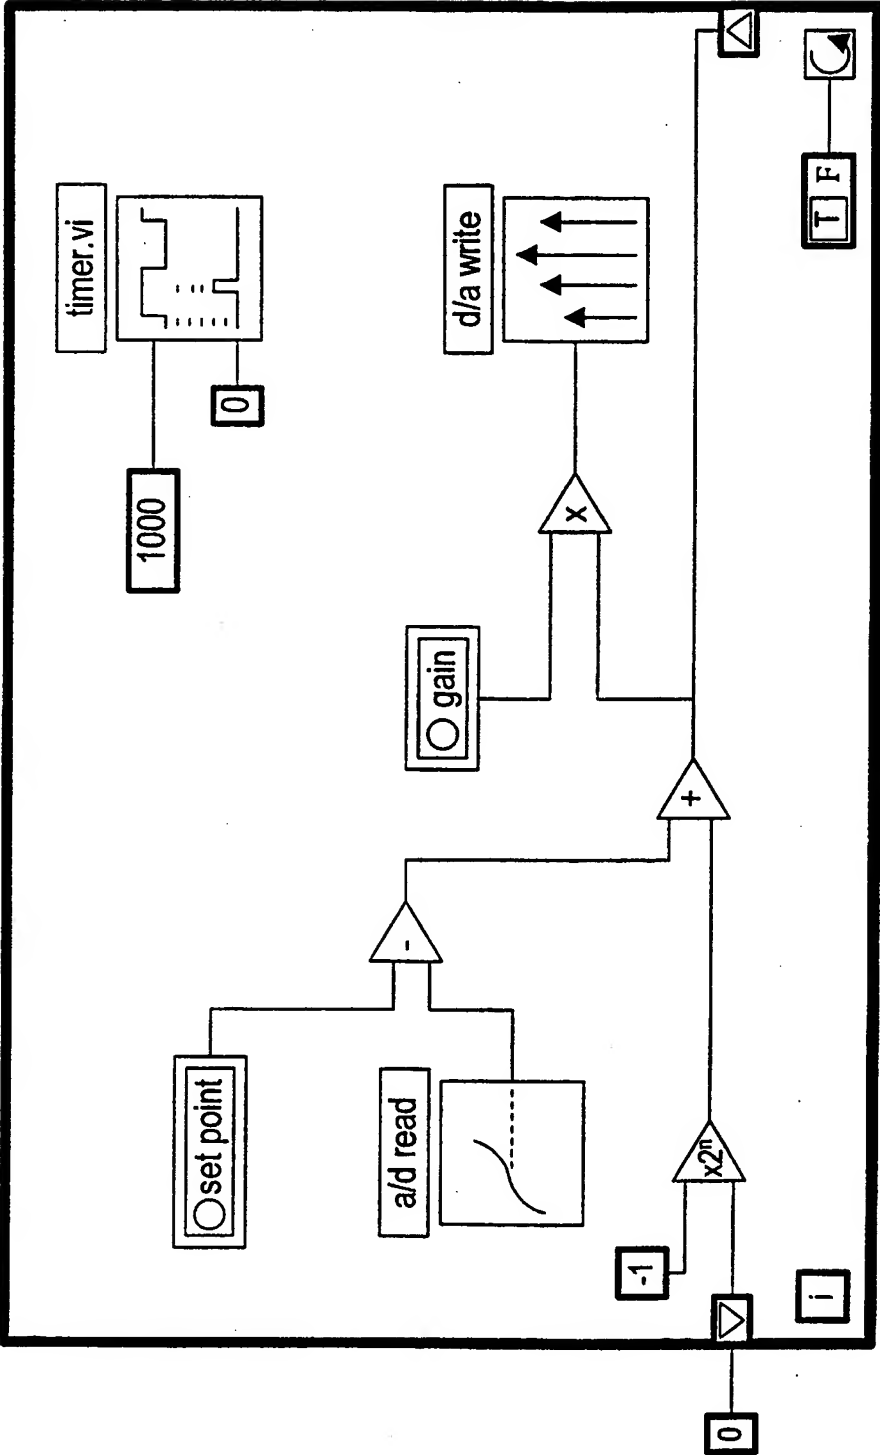 timer.vi
1000
0
set point
a/d read
-
gain
d/a write
x
+
-1
x2ⁿ
0
i
T F